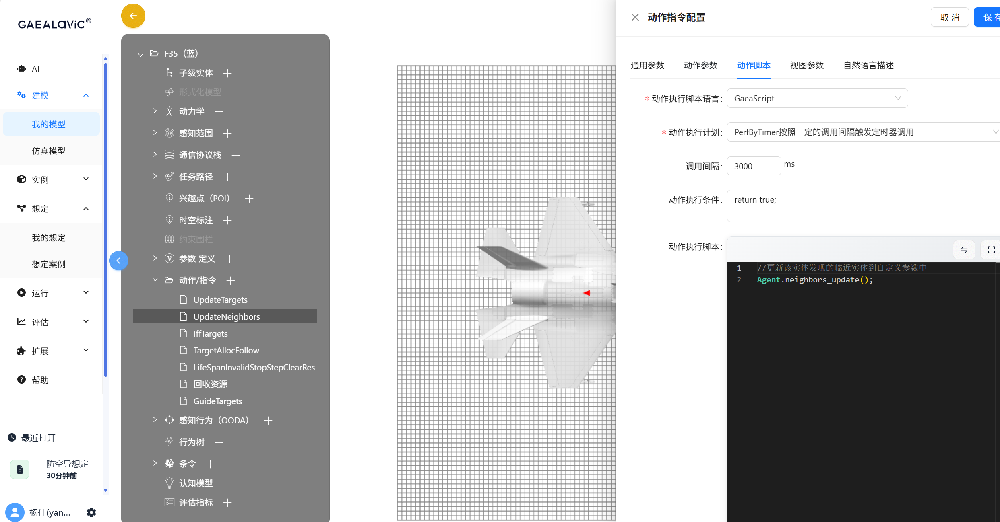 GAEALaViC®
AI
建模
我的模型
仿真模型
实例
想定
我的想定
想定案例
运行
评估
扩展
帮助
最近打开
防空导想定
30分钟前
杨佳(yan...
F35（蓝）
子级实体
形式化模型
动力学
感知范围
通信协议栈
任务路径
兴趣点（POI）
时空标注
约束围栏
参数 定义
动作/指令
UpdateTargets
UpdateNeighbors
IffTargets
TargetAllocFollow
LifeSpanInvalidStopStepClearRes
回收资源
GuideTargets
感知行为（OODA）
行为树
条令
认知模型
评估指标
动作指令配置
取 消
保 存
通用参数 动作参数 动作脚本 视图参数 自然语言描述
* 动作执行脚本语言: GaeaScript
* 动作执行计划: PerfByTimer按照一定的调用间隔触发定时器调用
调用间隔: 3000 ms
动作执行条件: return true;
动作执行脚本:
1 //更新该实体发现的临近实体到自定义参数中
2 Agent.neighbors_update();